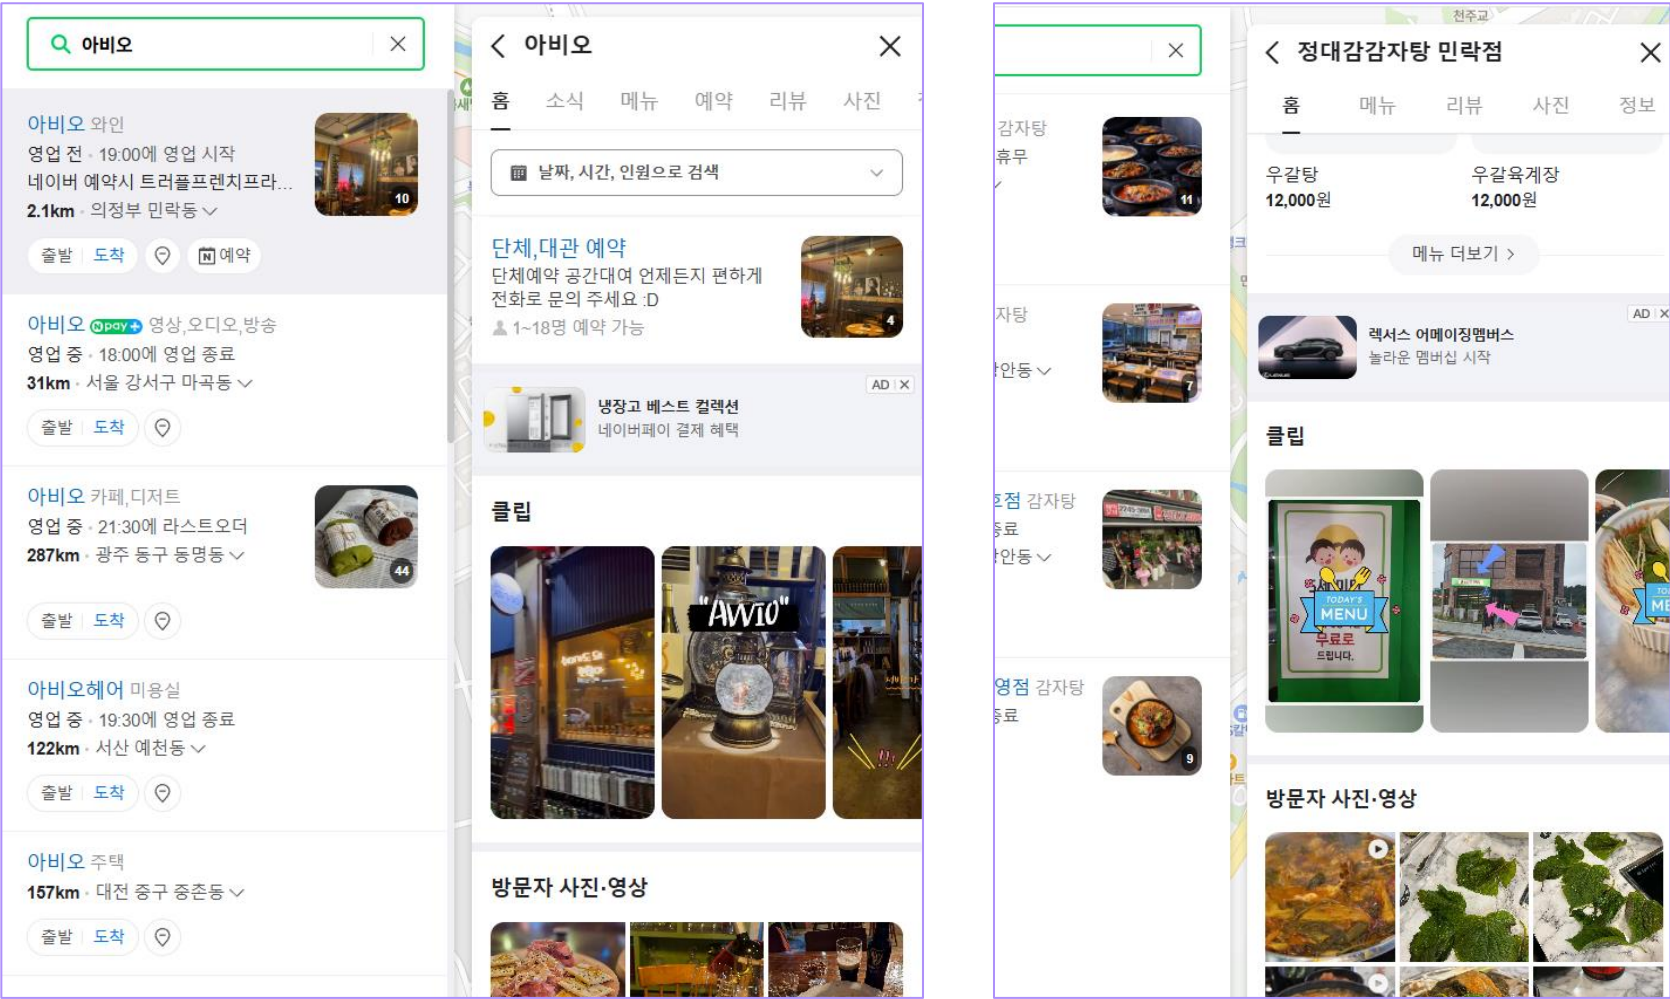 아비오
아비오 와인
영업 전 · 19:00에 영업 시작
네이버 예약시 트러플프렌치프라...
2.1km · 의정부 민락동
10
출발 도착 예약
아비오 pay+ 영상,오디오,방송
영업 중 · 18:00에 영업 종료
31km · 서울 강서구 마곡동
출발 도착
아비오 카페,디저트
영업 중 · 21:30에 라스트오더
287km · 광주 동구 동명동
44
출발 도착
아비오헤어 미용실
영업 중 · 19:30에 영업 종료
122km · 서산 예천동
출발 도착
아비오 주택
157km · 대전 중구 중촌동
출발 도착
아비오
홈 소식 메뉴 예약 리뷰 사진
날짜, 시간, 인원으로 검색
단체,대관 예약
단체예약 공간대여 언제든지 편하게
전화로 문의 주세요 :D
1~18명 예약 가능
4
AD X
냉장고 베스트 컬렉션
네이버페이 결제 혜택
클립
"AWIO"
방문자 사진·영상
감자탕
휴무
11
자탕
안동
7
호점 감자탕
종료
안동
영점 감자탕
종료
9
천주교
정대감감자탕 민락점
홈 메뉴 리뷰 사진 정보
우갈탕
12,000원
우갈육계장
12,000원
메뉴 더보기 >
AD X
렉서스 어메이징멤버스
놀라운 멤버십 시작
LEXUS
클립
TODAY'S
MENU
무료로
드립니다.
방문자 사진·영상